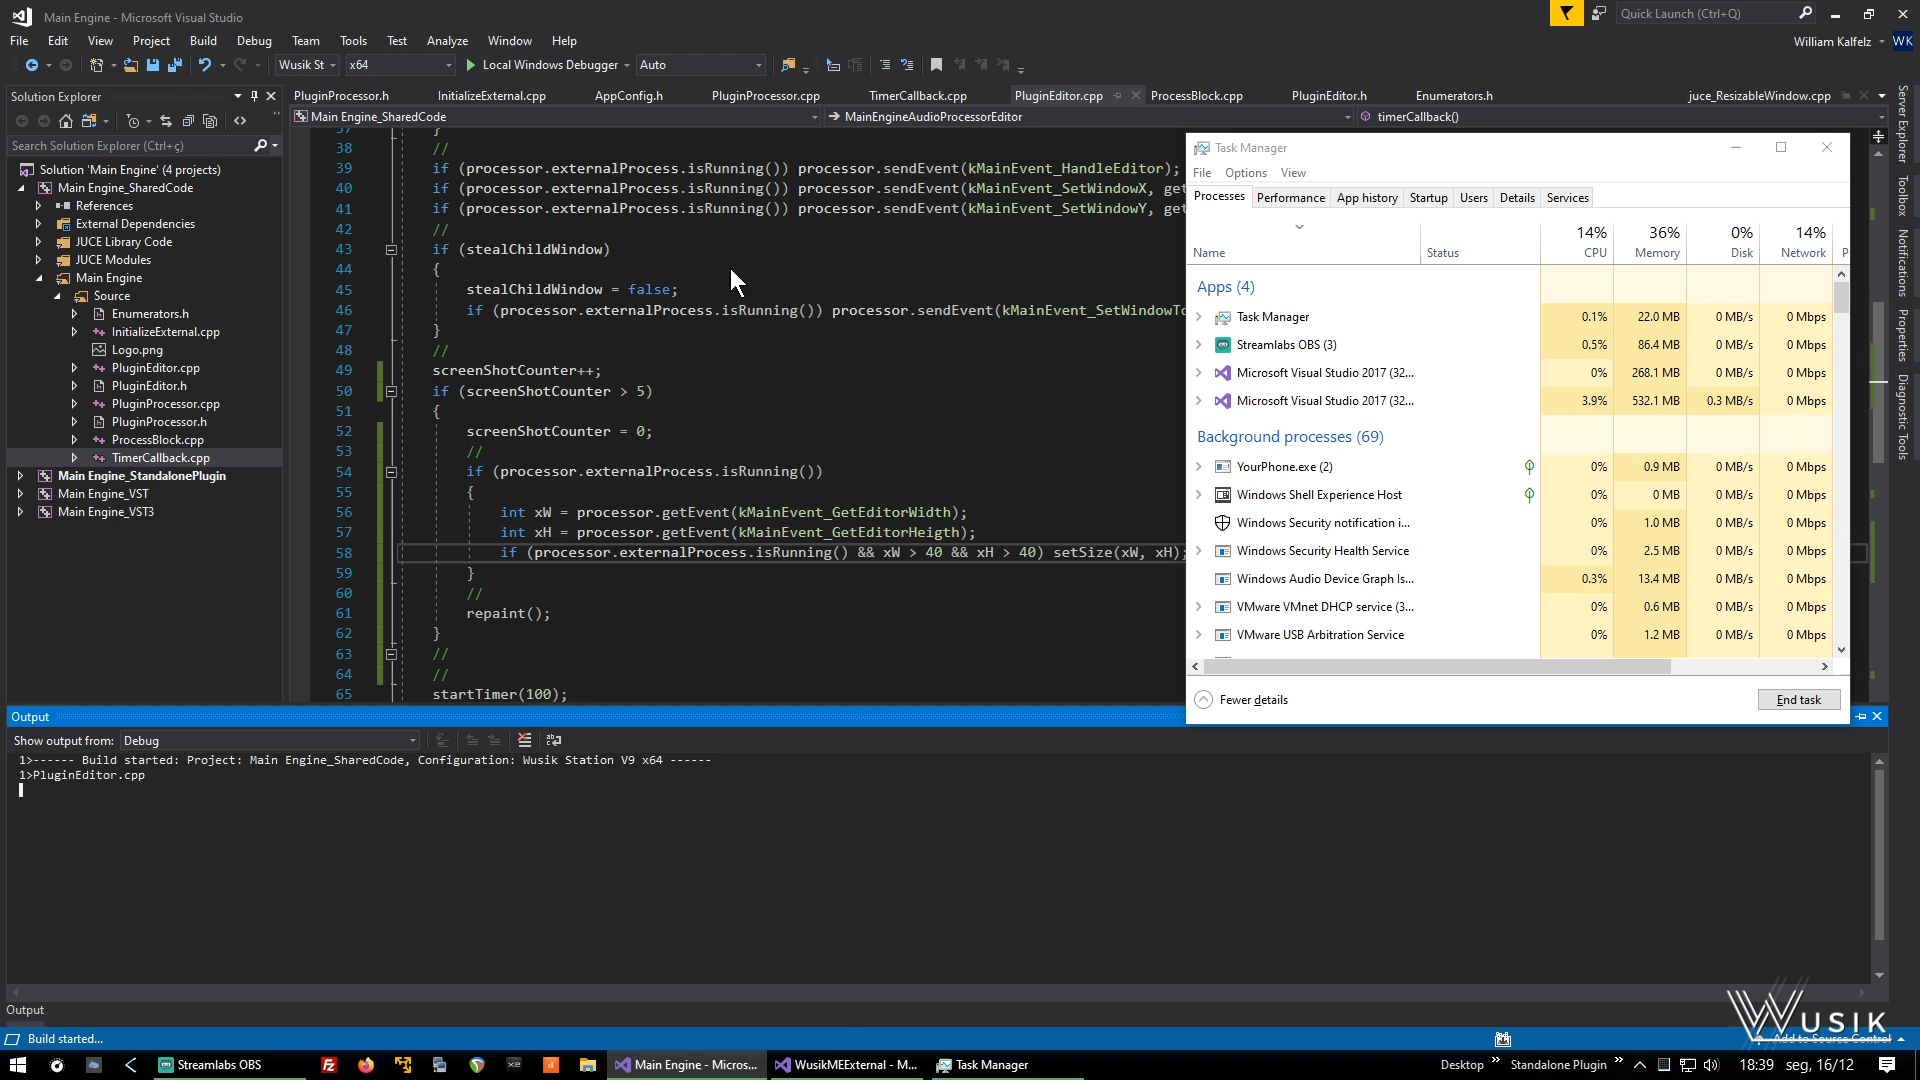 Main Engine - Microsoft Visual Studio
Quick Launch (Ctrl+Q)
File Edit View Project Build Debug Team Tools Test Analyze Window Help
William Kalfelz WK
Wusik St x64 Local Windows Debugger Auto
Solution Explorer
PluginProcessor.h InitializeExternal.cpp AppConfig.h PluginProcessor.cpp TimerCallback.cpp PluginEditor.cpp ProcessBlock.cpp PluginEditor.h Enumerators.h juce_ResizableWindow.cpp
Main Engine_SharedCode MainEngineAudioProcessorEditor timerCallback()
Search Solution Explorer (Ctrl+ç)
Solution 'Main Engine' (4 projects)
Main Engine_SharedCode
References
External Dependencies
JUCE Library Code
JUCE Modules
Main Engine
Source
Enumerators.h
InitializeExternal.cpp
Logo.png
PluginEditor.cpp
PluginEditor.h
PluginProcessor.cpp
PluginProcessor.h
ProcessBlock.cpp
TimerCallback.cpp
Main Engine_StandalonePlugin
Main Engine_VST
Main Engine_VST3
37 }
38 //
39 if (processor.externalProcess.isRunning()) processor.sendEvent(kMainEvent_HandleEditor);
40 if (processor.externalProcess.isRunning()) processor.sendEvent(kMainEvent_SetWindowX, get
41 if (processor.externalProcess.isRunning()) processor.sendEvent(kMainEvent_SetWindowY, get
42 //
43 if (stealChildWindow)
44 {
45 stealChildWindow = false;
46 if (processor.externalProcess.isRunning()) processor.sendEvent(kMainEvent_SetWindowTo
47 }
48 //
49 screenShotCounter++;
50 if (screenShotCounter > 5)
51 {
52 screenShotCounter = 0;
53 //
54 if (processor.externalProcess.isRunning())
55 {
56 int xW = processor.getEvent(kMainEvent_GetEditorWidth);
57 int xH = processor.getEvent(kMainEvent_GetEditorHeigth);
58 if (processor.externalProcess.isRunning() && xW > 40 && xH > 40) setSize(xW, xH);
59 }
60 //
61 repaint();
62 }
63 //
64 //
65 startTimer(100);
Task Manager
File Options View
Processes Performance App history Startup Users Details Services
14% 36% 0% 14%
Name Status CPU Memory Disk Network P
Apps (4)
Task Manager 0.1% 22.0 MB 0 MB/s 0 Mbps
Streamlabs OBS (3) 0.5% 86.4 MB 0 MB/s 0 Mbps
Microsoft Visual Studio 2017 (32... 0% 268.1 MB 0 MB/s 0 Mbps
Microsoft Visual Studio 2017 (32... 3.9% 532.1 MB 0.3 MB/s 0 Mbps
Background processes (69)
YourPhone.exe (2) 0% 0.9 MB 0 MB/s 0 Mbps
Windows Shell Experience Host 0% 0 MB 0 MB/s 0 Mbps
Windows Security notification i... 0% 1.0 MB 0 MB/s 0 Mbps
Windows Security Health Service 0% 2.5 MB 0 MB/s 0 Mbps
Windows Audio Device Graph Is... 0.3% 13.4 MB 0 MB/s 0 Mbps
VMware VMnet DHCP service (3... 0% 0.6 MB 0 MB/s 0 Mbps
VMware USB Arbitration Service 0% 1.2 MB 0 MB/s 0 Mbps
Fewer details End task
Server Explorer
Toolbox
Notifications
Properties
Diagnostic Tools
Output
Show output from: Debug
1>------ Build started: Project: Main Engine_SharedCode, Configuration: Wusik Station V9 x64 ------
1>PluginEditor.cpp
Output
WUSIK
Build started... Add to Source Control
Streamlabs OBS Main Engine - Micros... WusikMEExternal - M... Task Manager Desktop Standalone Plugin 18:39 seg, 16/12